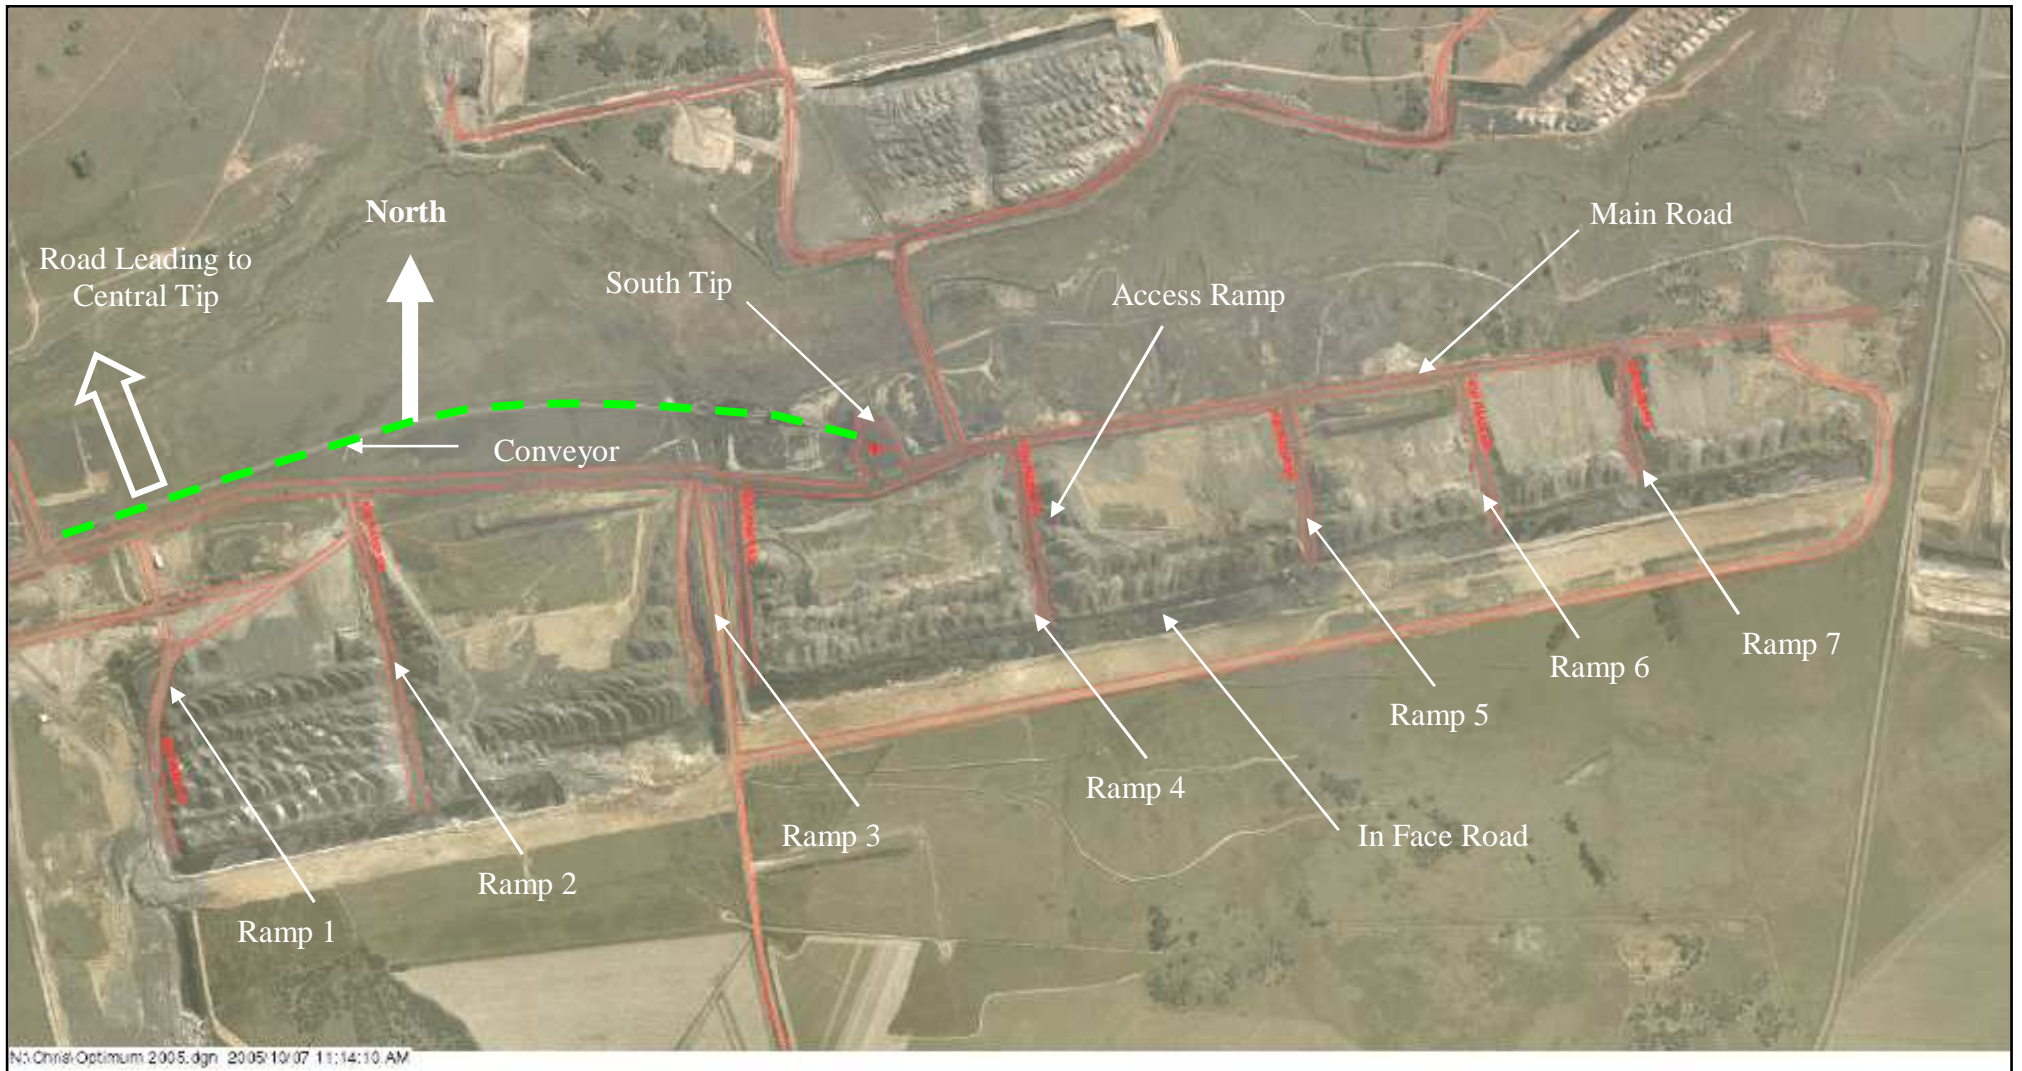 North
Main Road
Road Leading to
Central Tip
South Tip
Access Ramp
Conveyor
Ramp 7
Ramp 6
Ramp 5
Ramp 4
Ramp 3
In Face Road
Ramp 2
Ramp 1
N:\Chris\Optimum 2005.dgn 2005/10/07 11:14:10 AM